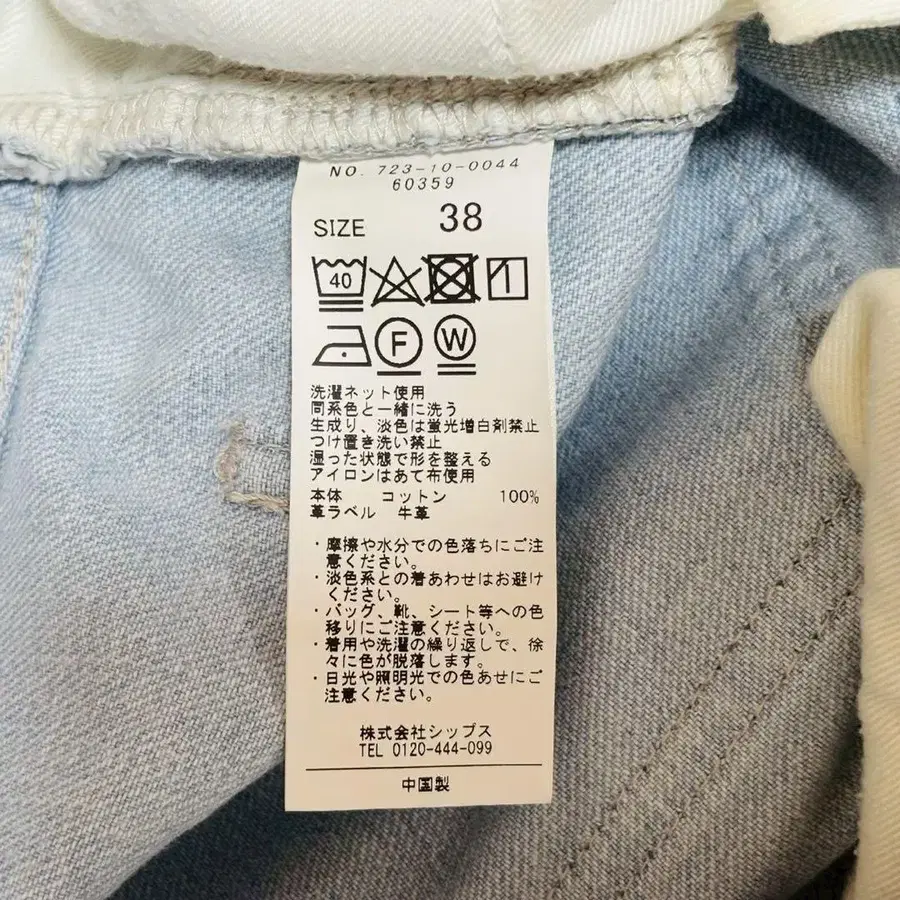 NO. 723-10-0044
60359
SIZE 38
40
F W
洗濯ネット使用
同系色と一緒に洗う
生成り、淡色は蛍光増白剤禁止
つけ置き洗い禁止
湿った状態で形を整える
アイロンはあて布使用
本体 コットン 100%
革ラベル 牛革
・摩擦や水分での色落ちにご注
意ください。
・淡色系との着あわせはお避け
ください。
・バッグ、靴、シート等への色
移りにご注意ください。
・着用や洗濯の繰り返しで、徐
々に色が脱落します。
・日光や照明光での色あせにご
注意ください。
株式会社シップス
TEL 0120-444-099
中国製